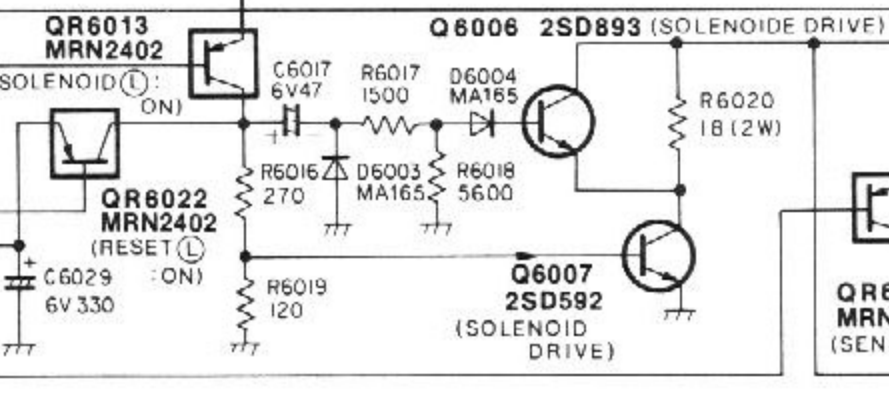 QR6013
MRN2402
SOLENOID Ⓛ:
ON)
Q6006 2SD893 (SOLENOIDE DRIVE)
C6017
6V47
+
-
R6017
1500
D6004
MA165
R6020
18 (2W)
R6016
270
D6003
MA165
R6018
5600
QR6022
MRN2402
(RESET Ⓛ
:ON)
+
C6029
6V 330
R6019
120
Q6007
2SD592
(SOLENOID
DRIVE)
QR6
MRN
(SEN